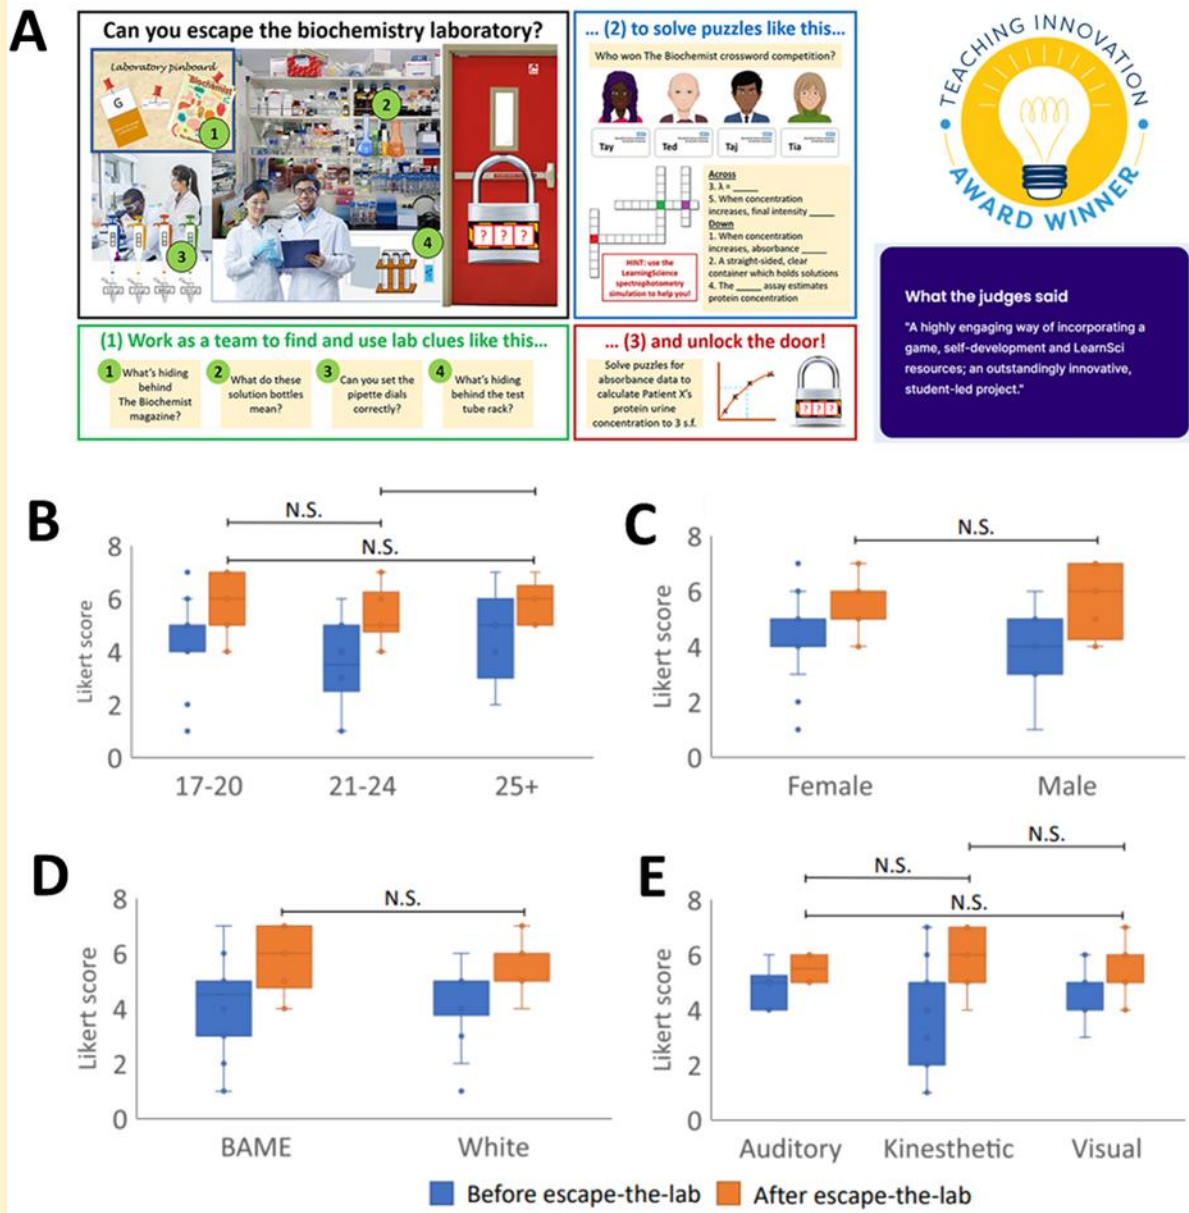 A
Can you escape the biochemistry laboratory?
Laboratory pinboard
G
Biochemist
1
2
3
4
? ? ?
(1) Work as a team to find and use lab clues like this...
1 What's hiding
behind
The Biochemist
magazine?
2 What do these
solution bottles
mean?
3 Can you set the
pipette dials
correctly?
4 What's hiding
behind the test
tube rack?
... (2) to solve puzzles like this...
Who won The Biochemist crossword competition?
Tay
Ted
Taj
Tia
Across
3. λ = _____
5. When concentration
increases, final intensity _____
Down
1. When concentration
increases, absorbance _____
2. A straight-sided, clear
container which holds solutions
4. The _____ assay estimates
protein concentration
HINT: use the
LearningScience
spectrophotometry
simulation to help you!
... (3) and unlock the door!
Solve puzzles for
absorbance data to
calculate Patient X's
protein urine
concentration to 3 s.f.
? ? ?
TEACHING INNOVATION
AWARD WINNER
What the judges said
"A highly engaging way of incorporating a
game, self-development and LearnSci
resources; an outstandingly innovative,
student-led project."
B
N.S.
N.S.
Likert score
8
6
4
2
0
17-20 21-24 25+
C
N.S.
Likert score
8
6
4
2
0
Female Male
D
N.S.
Likert score
8
6
4
2
0
BAME White
E
N.S.
N.S.
N.S.
Likert score
8
6
4
2
0
Auditory Kinesthetic Visual
Before escape-the-lab After escape-the-lab